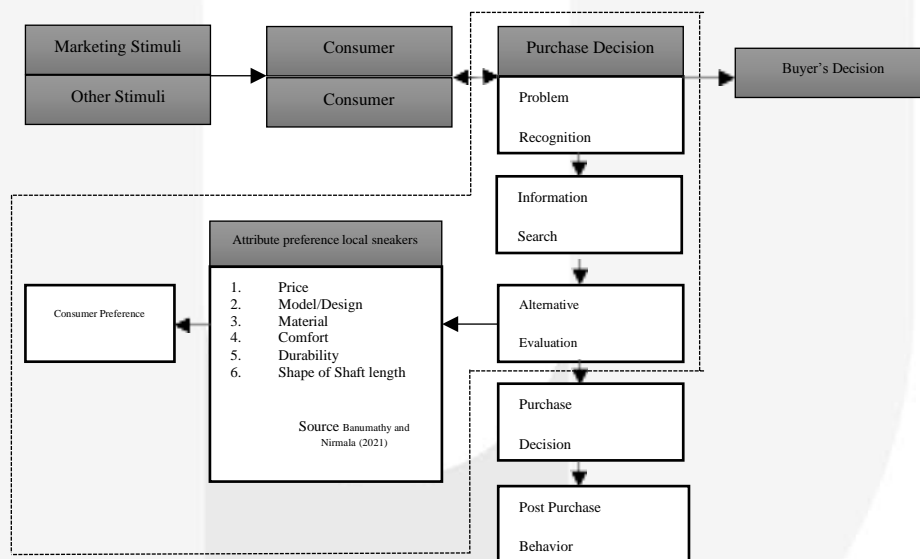 Marketing Stimuli
Other Stimuli
Consumer
Consumer
Purchase Decision
Problem
Recognition
Buyer's Decision
Information
Search
Attribute preference local sneakers
1. Price
2. Model/Design
3. Material
4. Comfort
5. Durability
6. Shape of Shaft length
Source Banumathy and
Nirmala (2021)
Consumer Preference
Alternative
Evaluation
Purchase
Decision
Post Purchase
Behavior